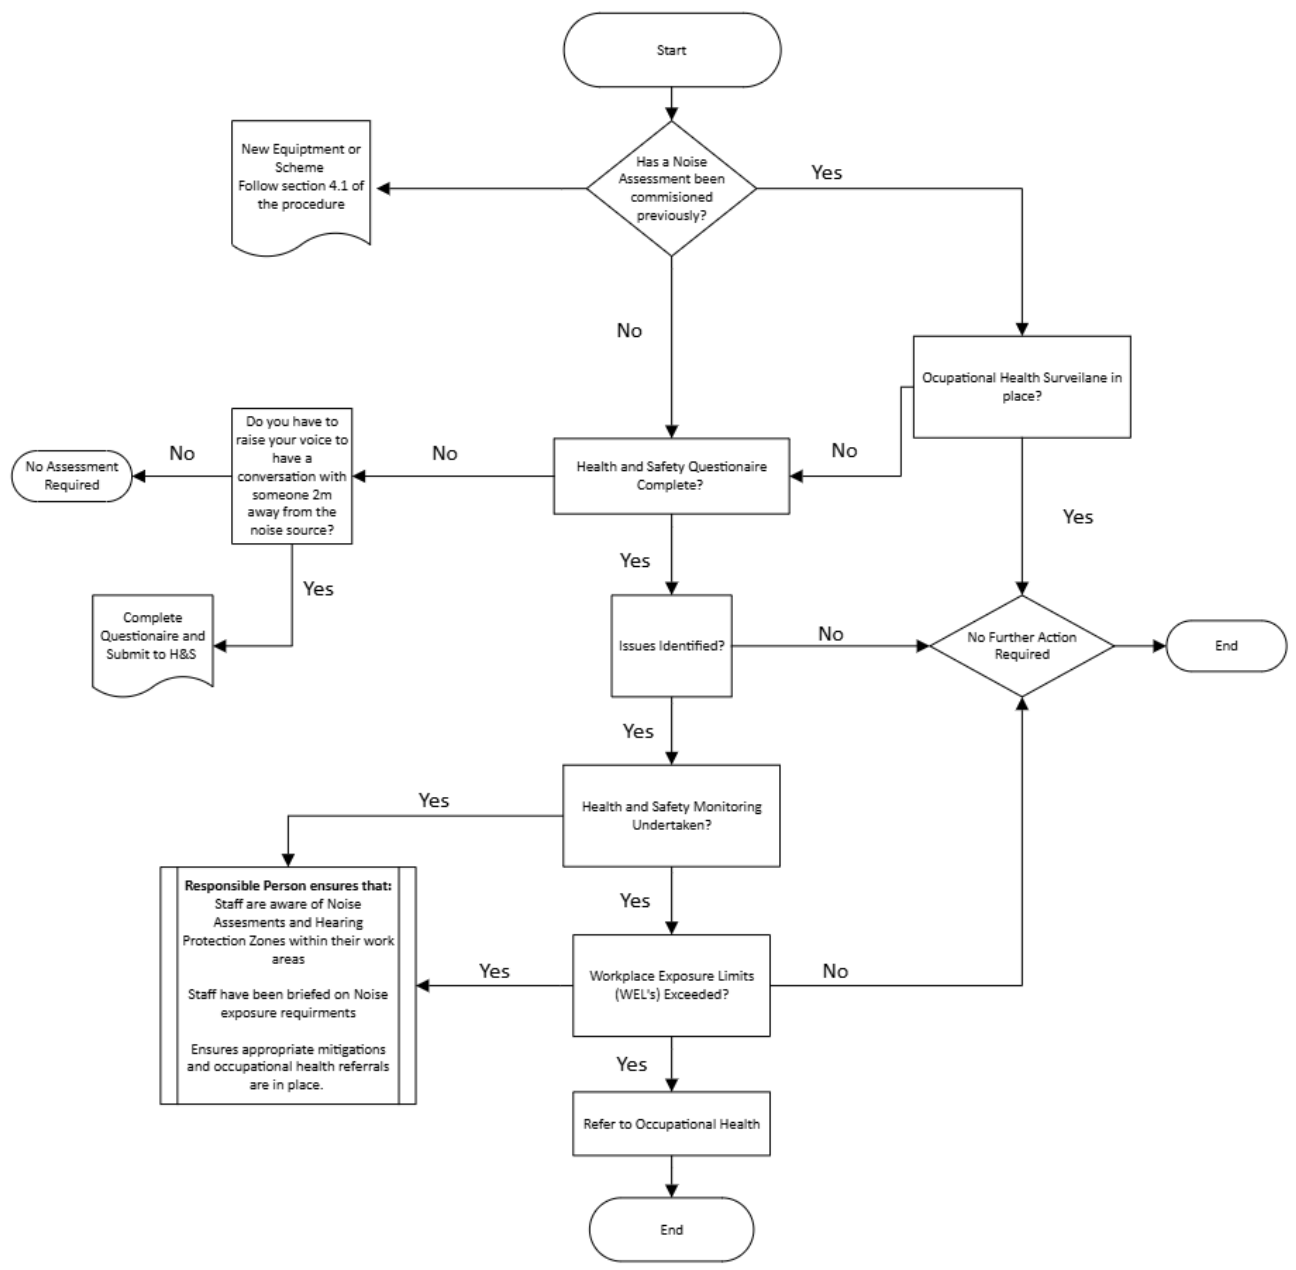 Start
Has a Noise
Assessment been
commisioned
previously?
Yes
New Equiptment or
Scheme
Follow section 4.1 of
the procedure
No
Ocupational Health Surveilane in
place?
No
Yes
Health and Safety Questionaire
Complete?
No
Do you have to
raise your voice to
have a
conversation with
someone 2m
away from the
noise source?
No
No Assessment
Required
Yes
Complete
Questionaire and
Submit to H&S
Yes
Issues Identified?
No
No Further Action
Required
End
Yes
Health and Safety Monitoring
Undertaken?
Yes
Responsible Person ensures that:
Staff are aware of Noise
Assesments and Hearing
Protection Zones within their work
areas
Staff have been briefed on Noise
exposure requirments
Ensures appropriate mitigations
and occupational health referrals
are in place.
Yes
Workplace Exposure Limits
(WEL's) Exceeded?
Yes
No
Yes
Refer to Occupational Health
End